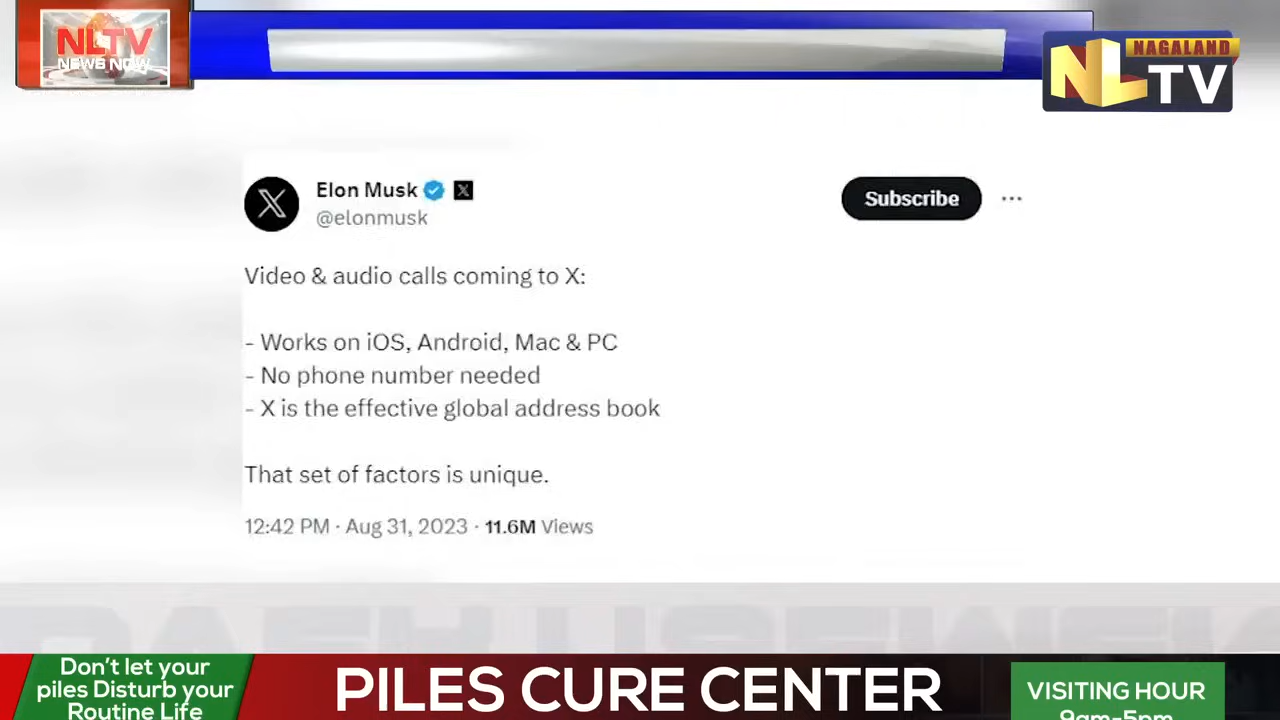 NLTV
NEWS NOW
NAGALAND
NLTV
Elon Musk
@elonmusk
Subscribe
Video & audio calls coming to X:
- Works on iOS, Android, Mac & PC
- No phone number needed
- X is the effective global address book
That set of factors is unique.
12:42 PM · Aug 31, 2023 · 11.6M Views
Don't let your
piles Disturb your
Routine Life
PILES CURE CENTER
VISITING HOUR
9am-5pm